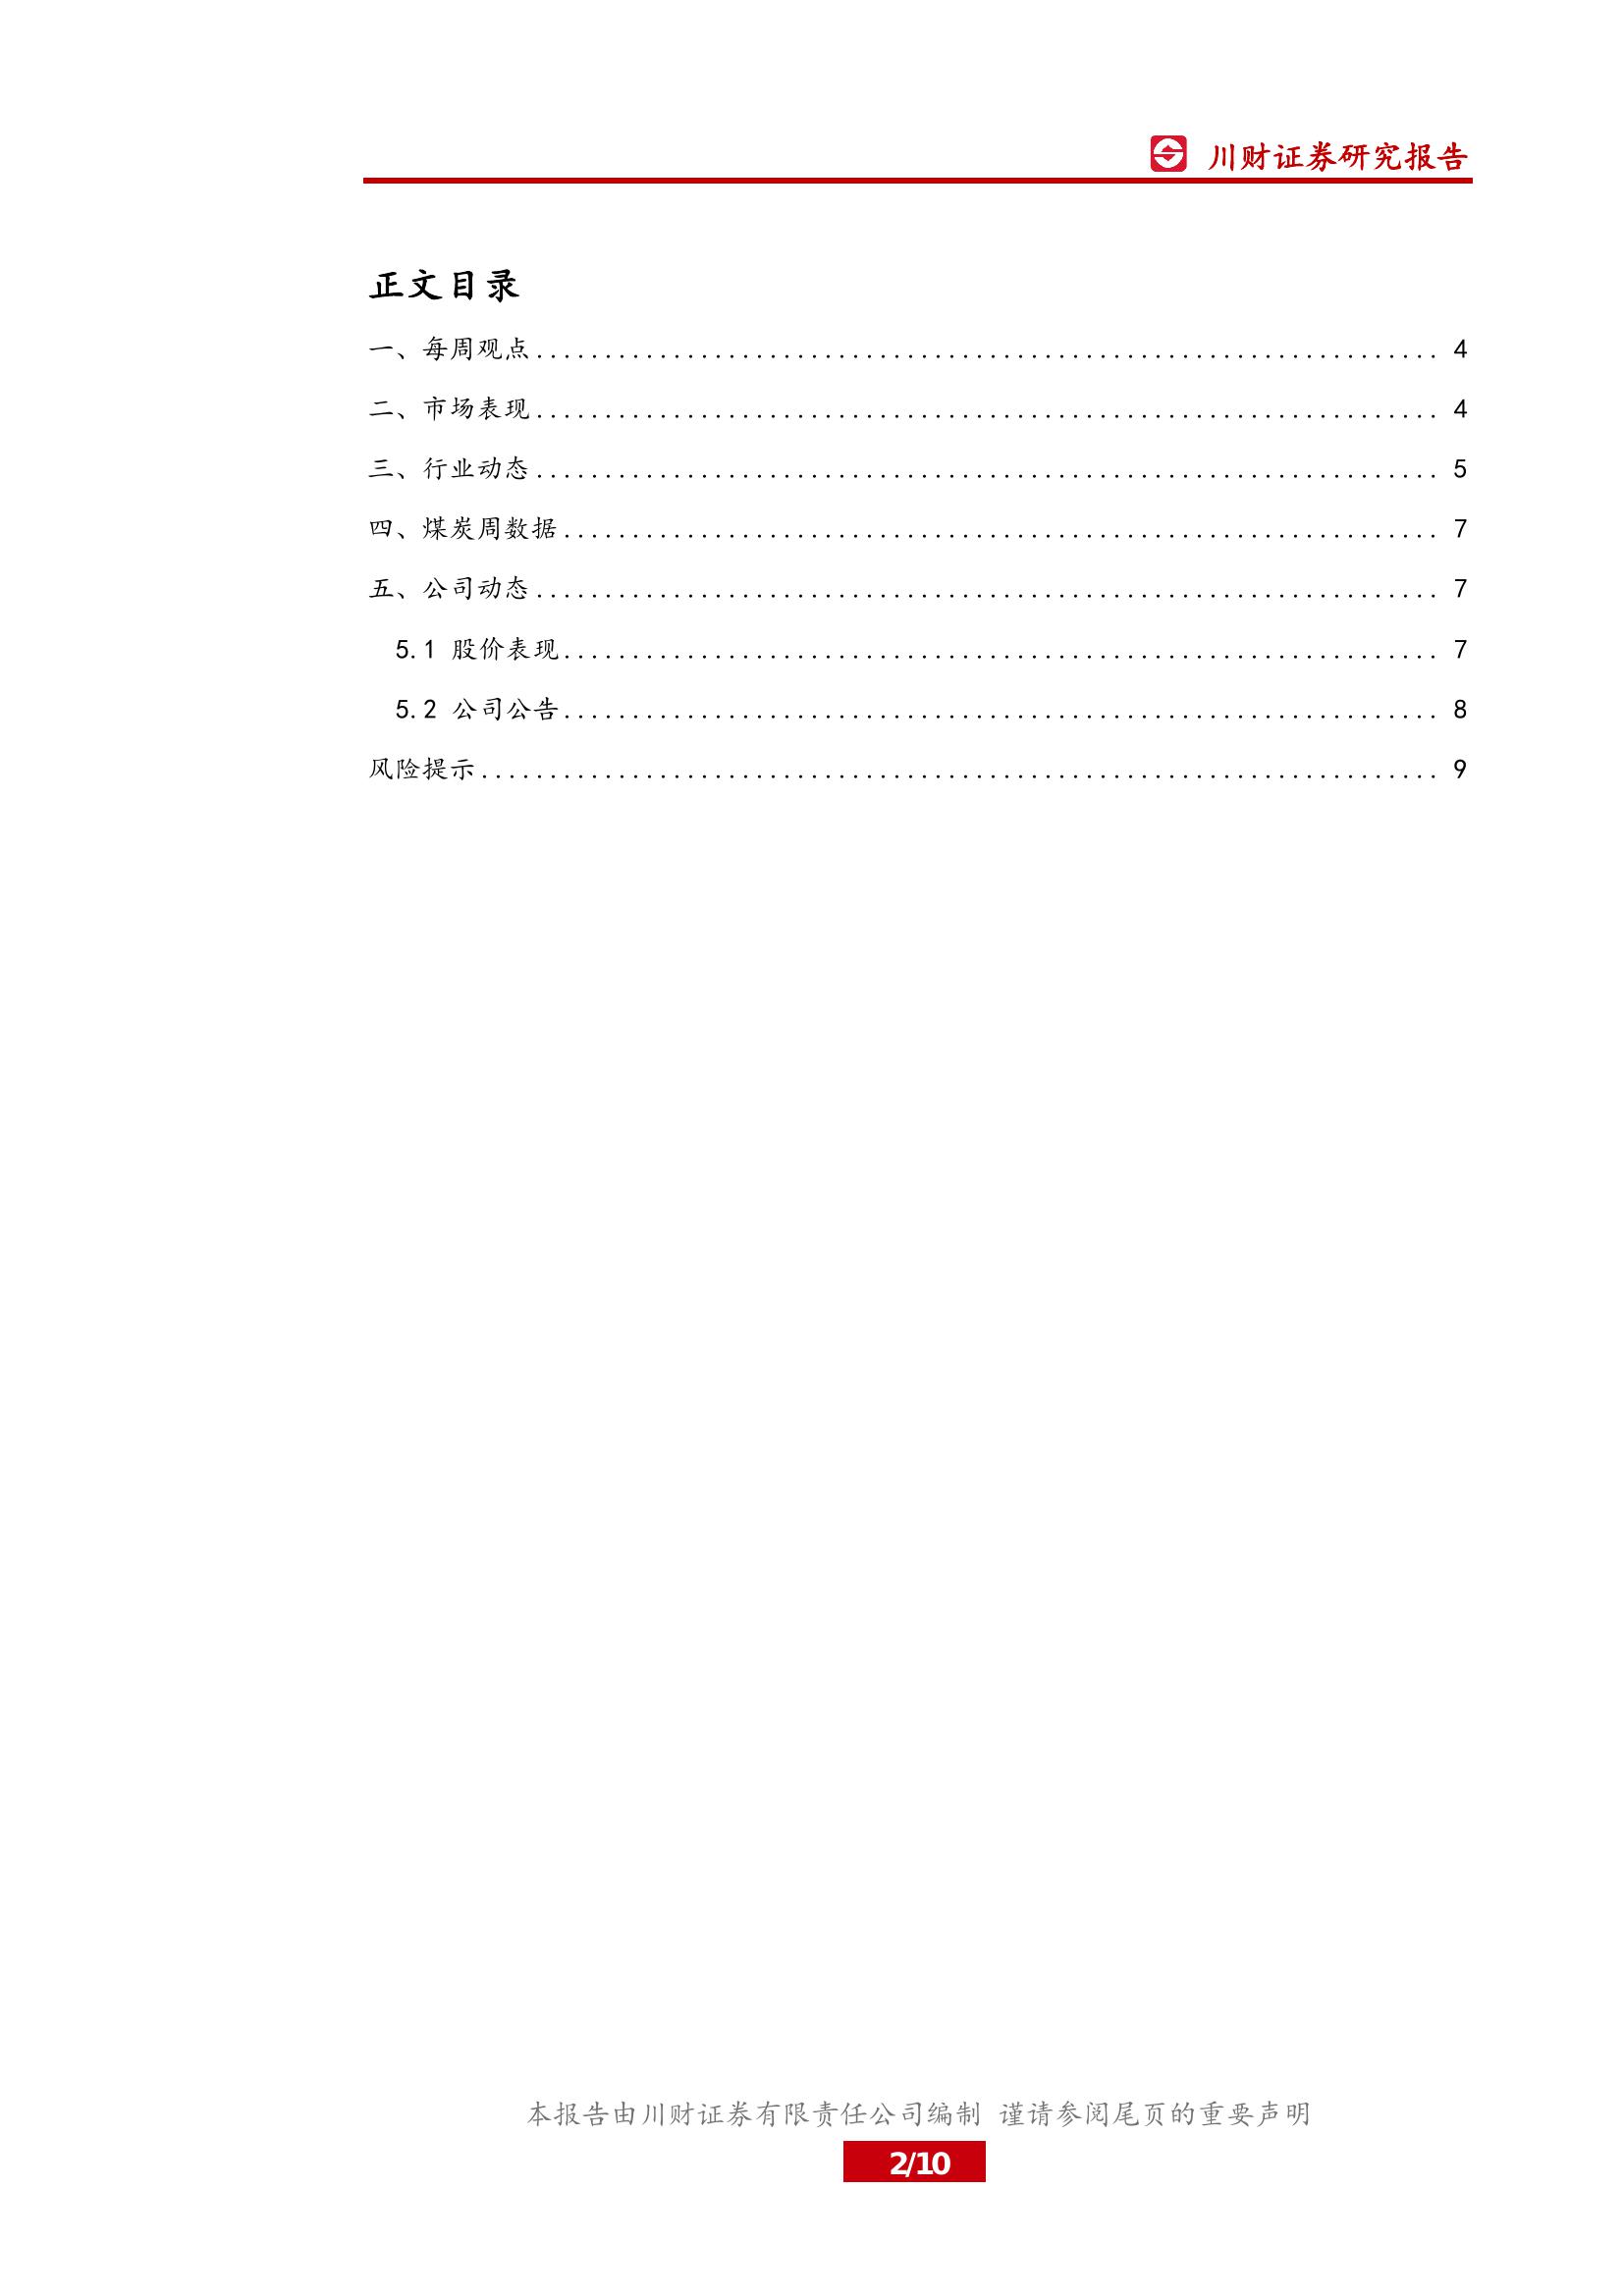 川财证券研究报告
正文目录
一、每周观点.................................................................. 4
二、市场表现.................................................................. 4
三、行业动态.................................................................. 5
四、煤炭周数据................................................................ 7
五、公司动态.................................................................. 7
5.1 股价表现................................................................ 7
5.2 公司公告................................................................ 8
风险提示...................................................................... 9
本报告由川财证券有限责任公司编制 谨请参阅尾页的重要声明
2/10